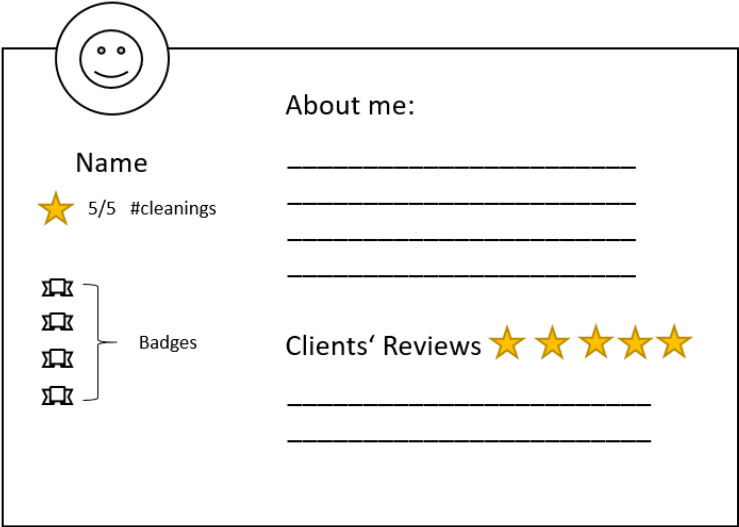 About me:
Name
5/5 #cleanings
Badges
Clients‘ Reviews